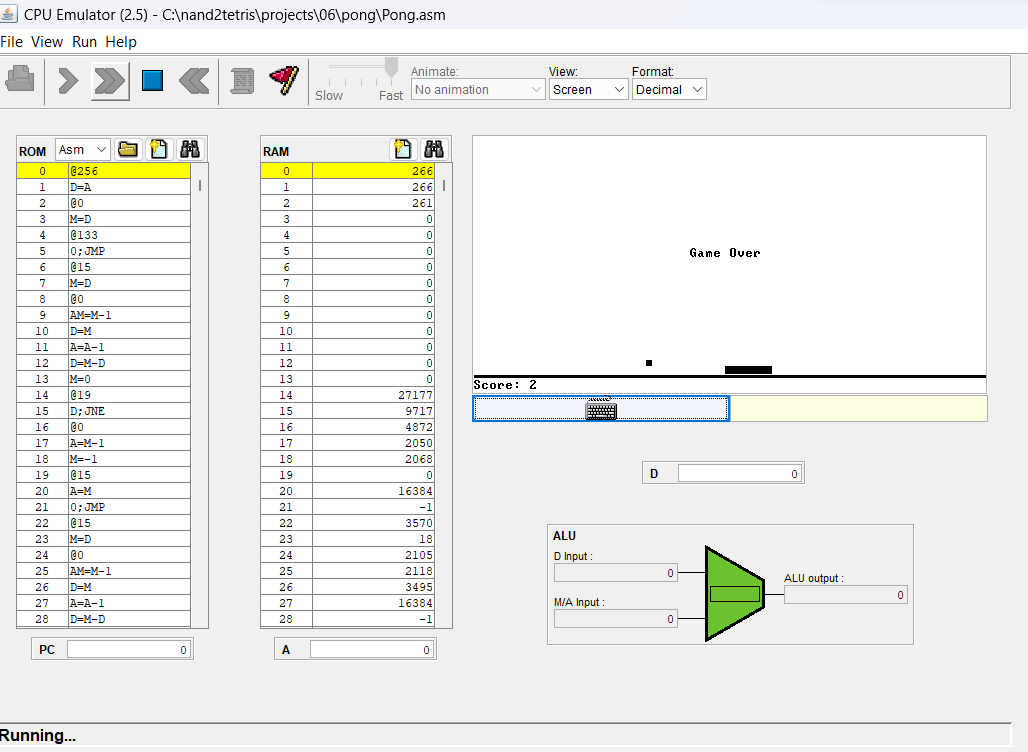 CPU Emulator (2.5) - C:\nand2tetris\projects\06\pong\Pong.asm
File View Run Help
Slow Fast
Animate: View: Format:
No animation Screen Decimal
ROM Asm
0 @256
1 D=A
2 @0
3 M=D
4 @133
5 0;JMP
6 @15
7 M=D
8 @0
9 AM=M-1
10 D=M
11 A=A-1
12 D=M-D
13 M=0
14 @19
15 D;JNE
16 @0
17 A=M-1
18 M=-1
19 @15
20 A=M
21 0;JMP
22 @15
23 M=D
24 @0
25 AM=M-1
26 D=M
27 A=A-1
28 D=M-D
PC 0
RAM
0 266
1 266
2 261
3 0
4 0
5 0
6 0
7 0
8 0
9 0
10 0
11 0
12 0
13 0
14 27177
15 9717
16 4872
17 2050
18 2068
19 0
20 16384
21 -1
22 3570
23 18
24 2105
25 2118
26 3495
27 16384
28 -1
A 0
Game Over
Score: 2
D 0
ALU
D Input :
0
M/A Input :
0
ALU output :
0
Running...